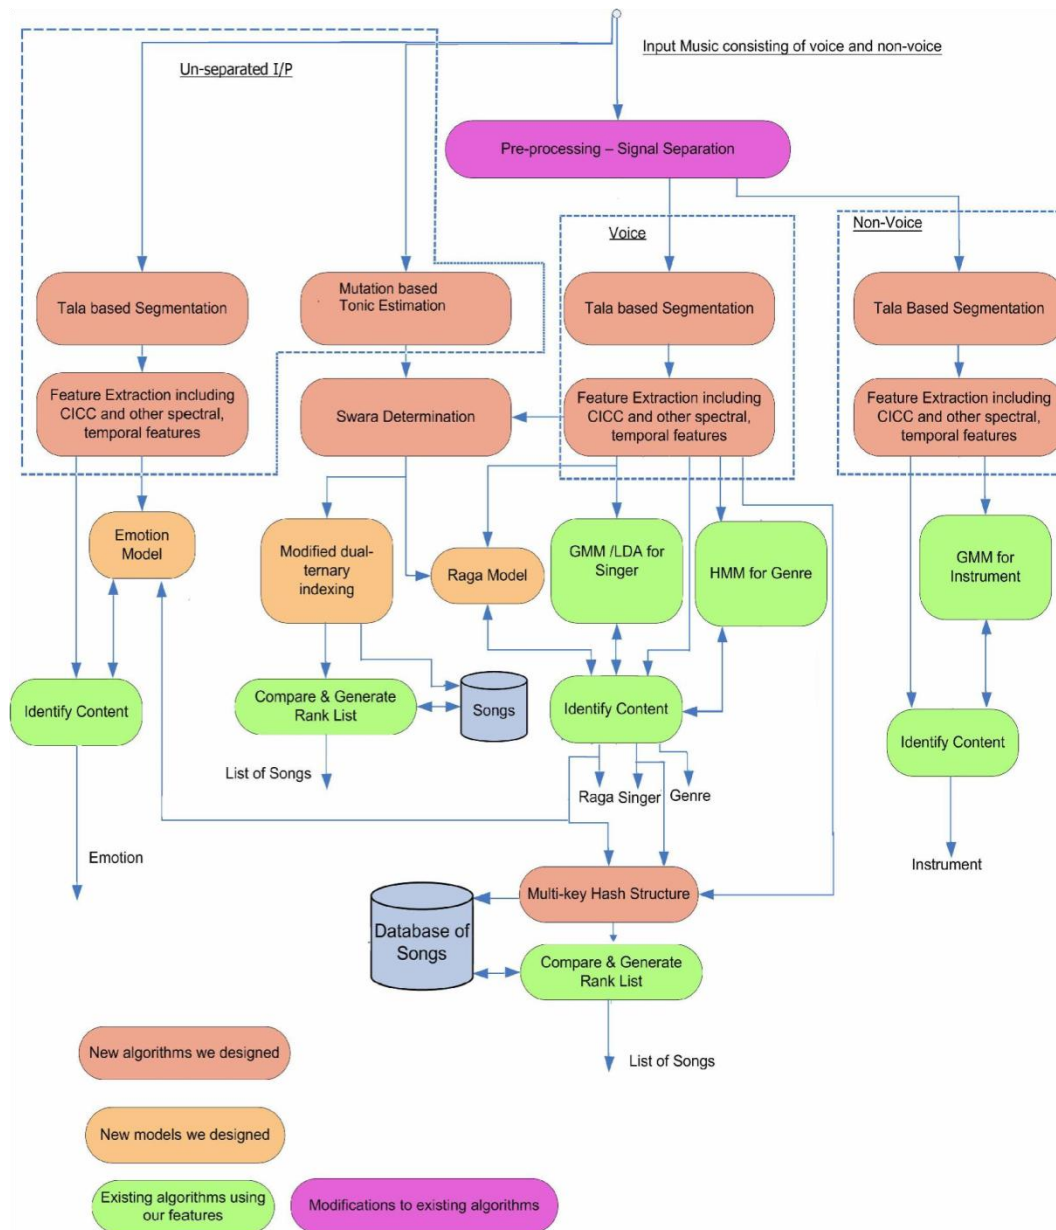 Input Music consisting of voice and non-voice
Un-separated I/P
Pre-processing – Signal Separation
Voice
Non-Voice
Tala based Segmentation
Mutation based
Tonic Estimation
Tala based Segmentation
Tala Based Segmentation
Feature Extraction including
CICC and other spectral,
temporal features
Swara Determination
Feature Extraction including
CICC and other spectral,
temporal features
Feature Extraction including
CICC and other spectral,
temporal features
Emotion
Model
Modified dual-
ternary
indexing
Raga Model
GMM /LDA for
Singer
HMM for Genre
GMM for
Instrument
Identify Content
Compare & Generate
Rank List
Songs
Identify Content
Identify Content
List of Songs
Raga Singer Genre
Emotion
Instrument
Multi-key Hash Structure
Database of
Songs
Compare & Generate
Rank List
List of Songs
New algorithms we designed
New models we designed
Existing algorithms using
our features
Modifications to existing algorithms